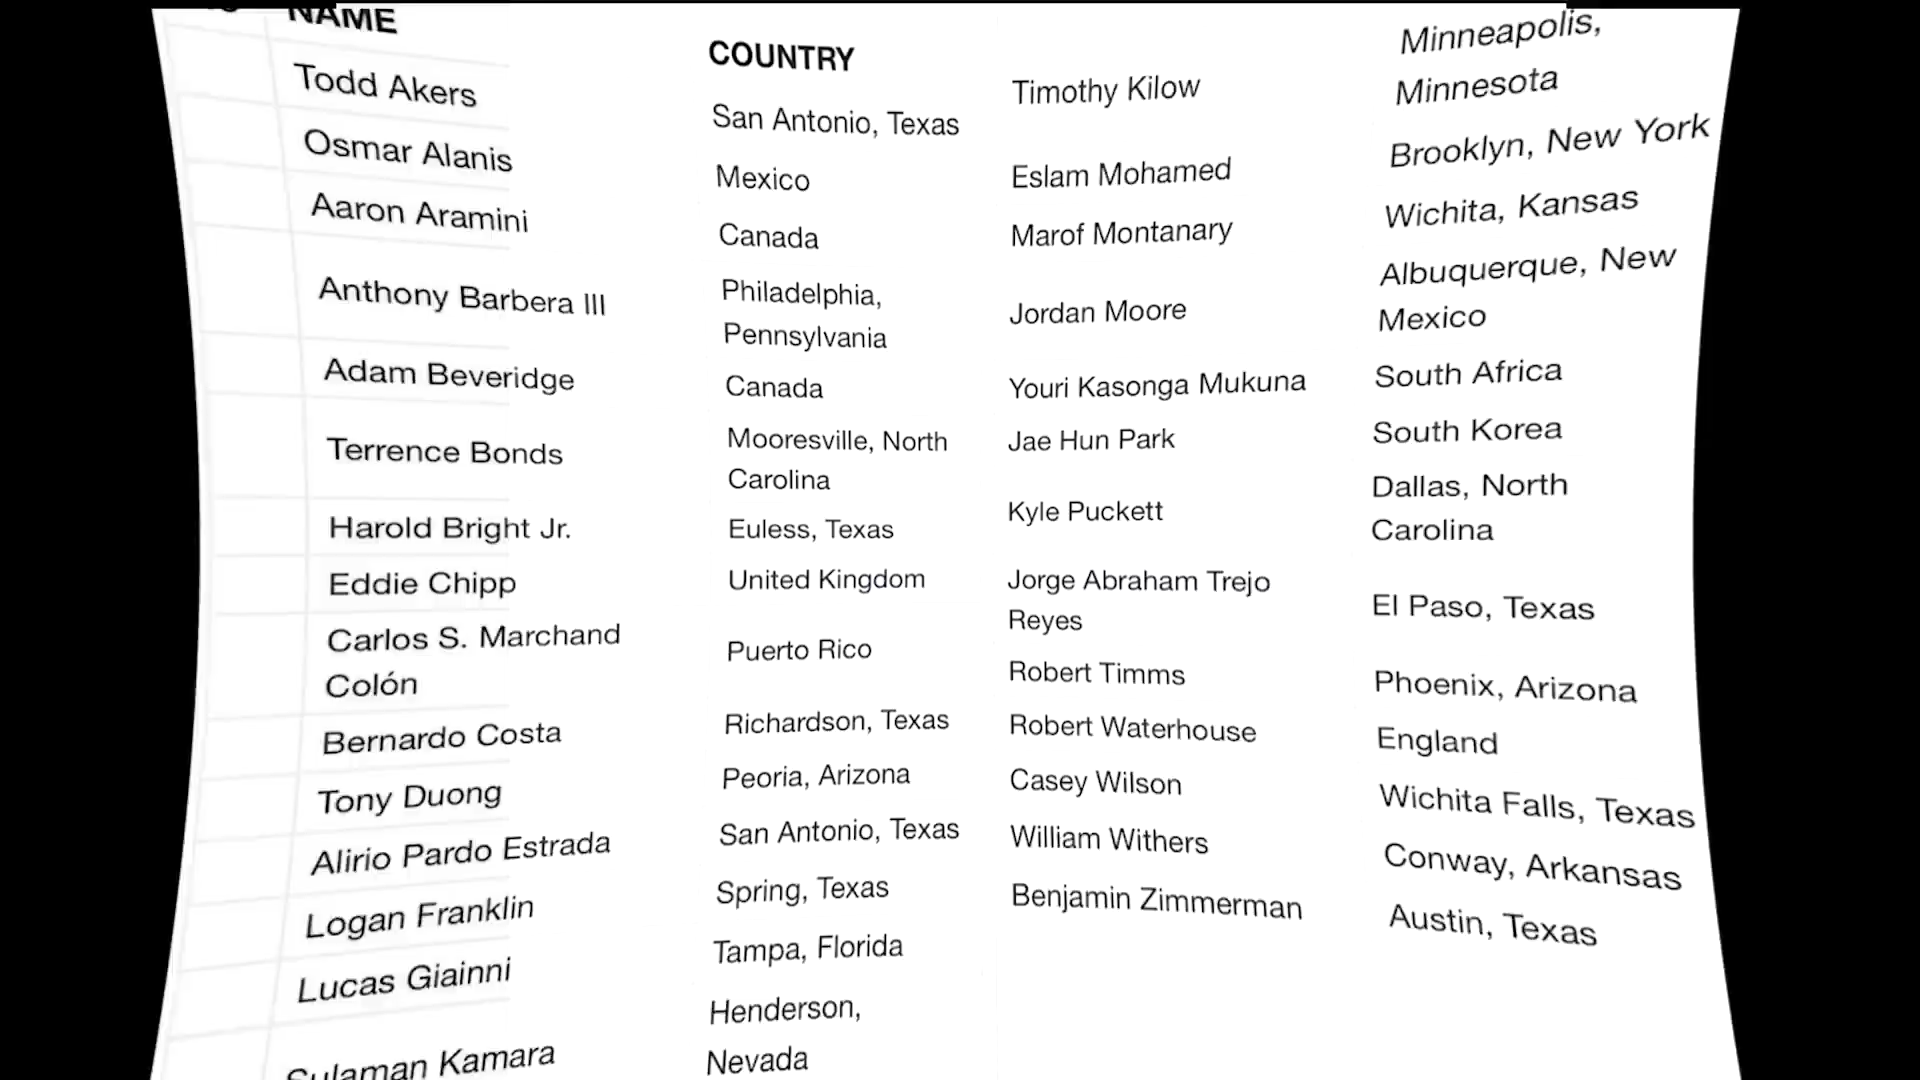 NAME
COUNTRY
Todd Akers
San Antonio, Texas
Osmar Alanis
Mexico
Aaron Aramini
Canada
Anthony Barbera III
Philadelphia,
Pennsylvania
Adam Beveridge
Canada
Terrence Bonds
Mooresville, North
Carolina
Harold Bright Jr.
Euless, Texas
Eddie Chipp
United Kingdom
Carlos S. Marchand
Colón
Puerto Rico
Bernardo Costa
Richardson, Texas
Tony Duong
Peoria, Arizona
Alirio Pardo Estrada
San Antonio, Texas
Logan Franklin
Spring, Texas
Lucas Giainni
Tampa, Florida
Sulaman Kamara
Henderson,
Nevada
Timothy Kilow
Minneapolis,
Minnesota
Eslam Mohamed
Brooklyn, New York
Marof Montanary
Wichita, Kansas
Jordan Moore
Albuquerque, New
Mexico
Youri Kasonga Mukuna
South Africa
Jae Hun Park
South Korea
Kyle Puckett
Dallas, North
Carolina
Jorge Abraham Trejo
Reyes
El Paso, Texas
Robert Timms
Phoenix, Arizona
Robert Waterhouse
England
Casey Wilson
Wichita Falls, Texas
William Withers
Conway, Arkansas
Benjamin Zimmerman
Austin, Texas